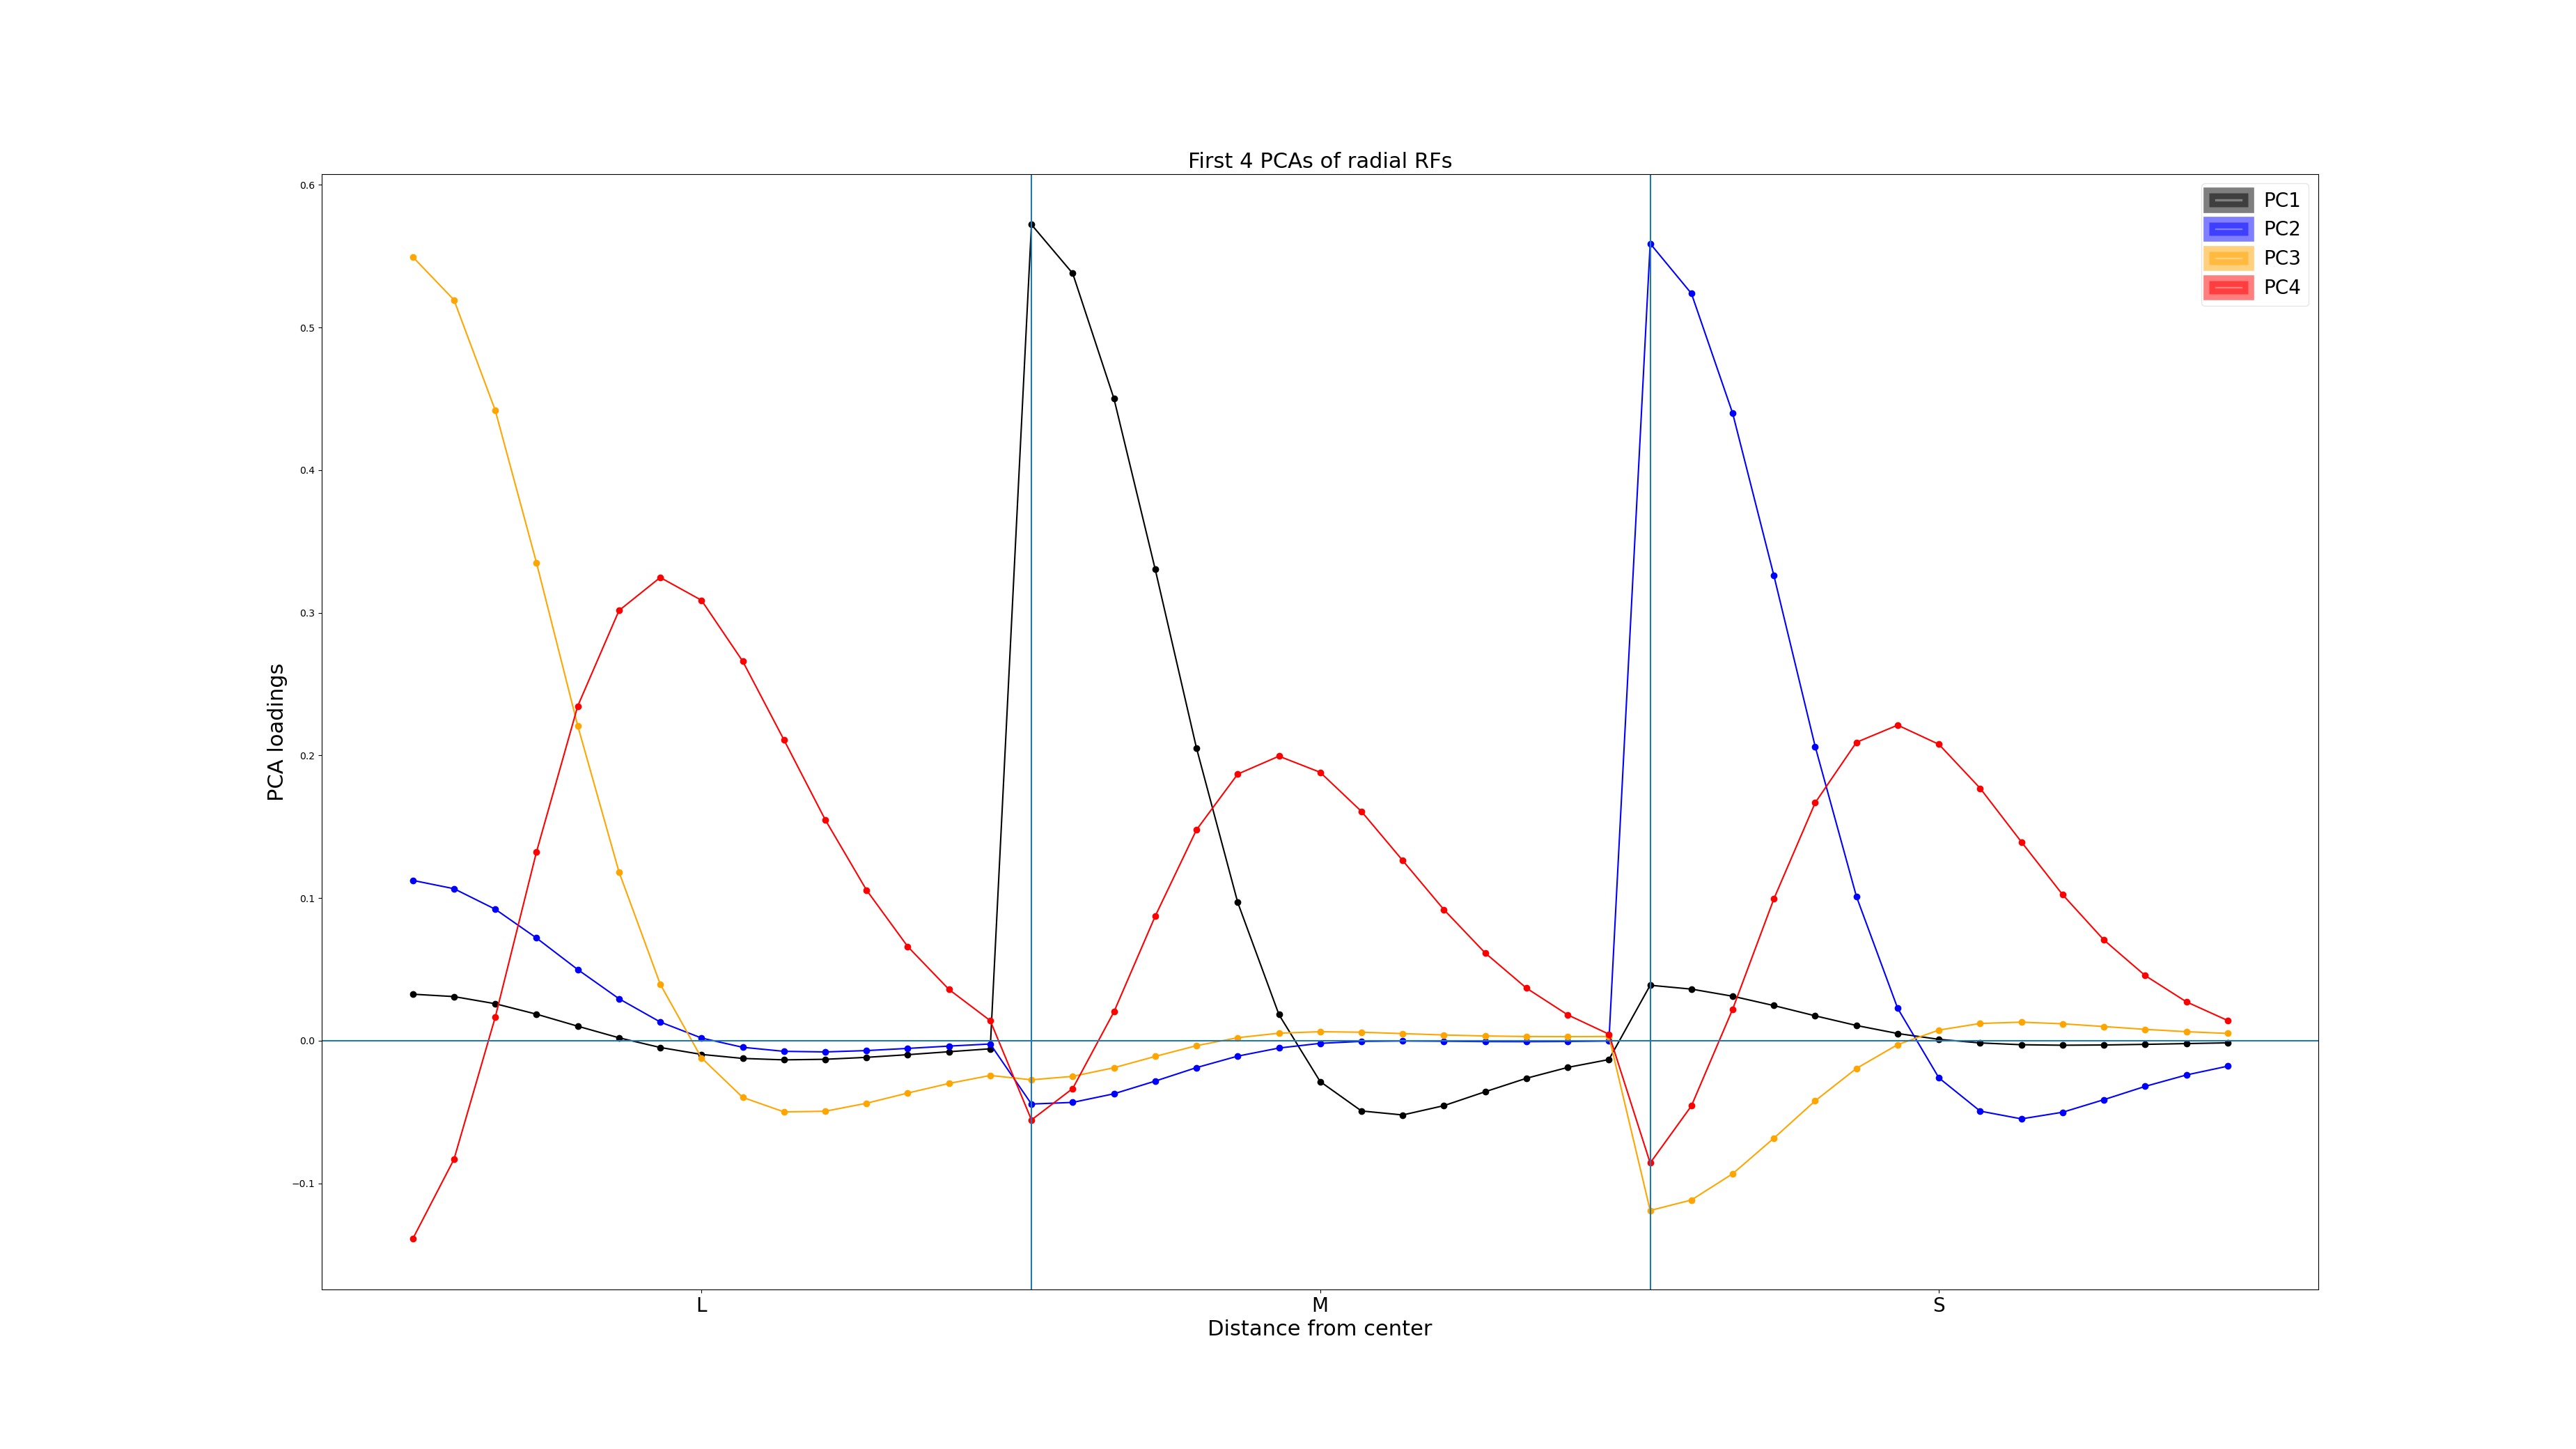 First 4 PCAs of radial RFs
PC1
PC2
PC3
PC4
0.6
0.5
0.4
0.3
0.2
0.1
0.0
−0.1
PCA loadings
L M S
Distance from center